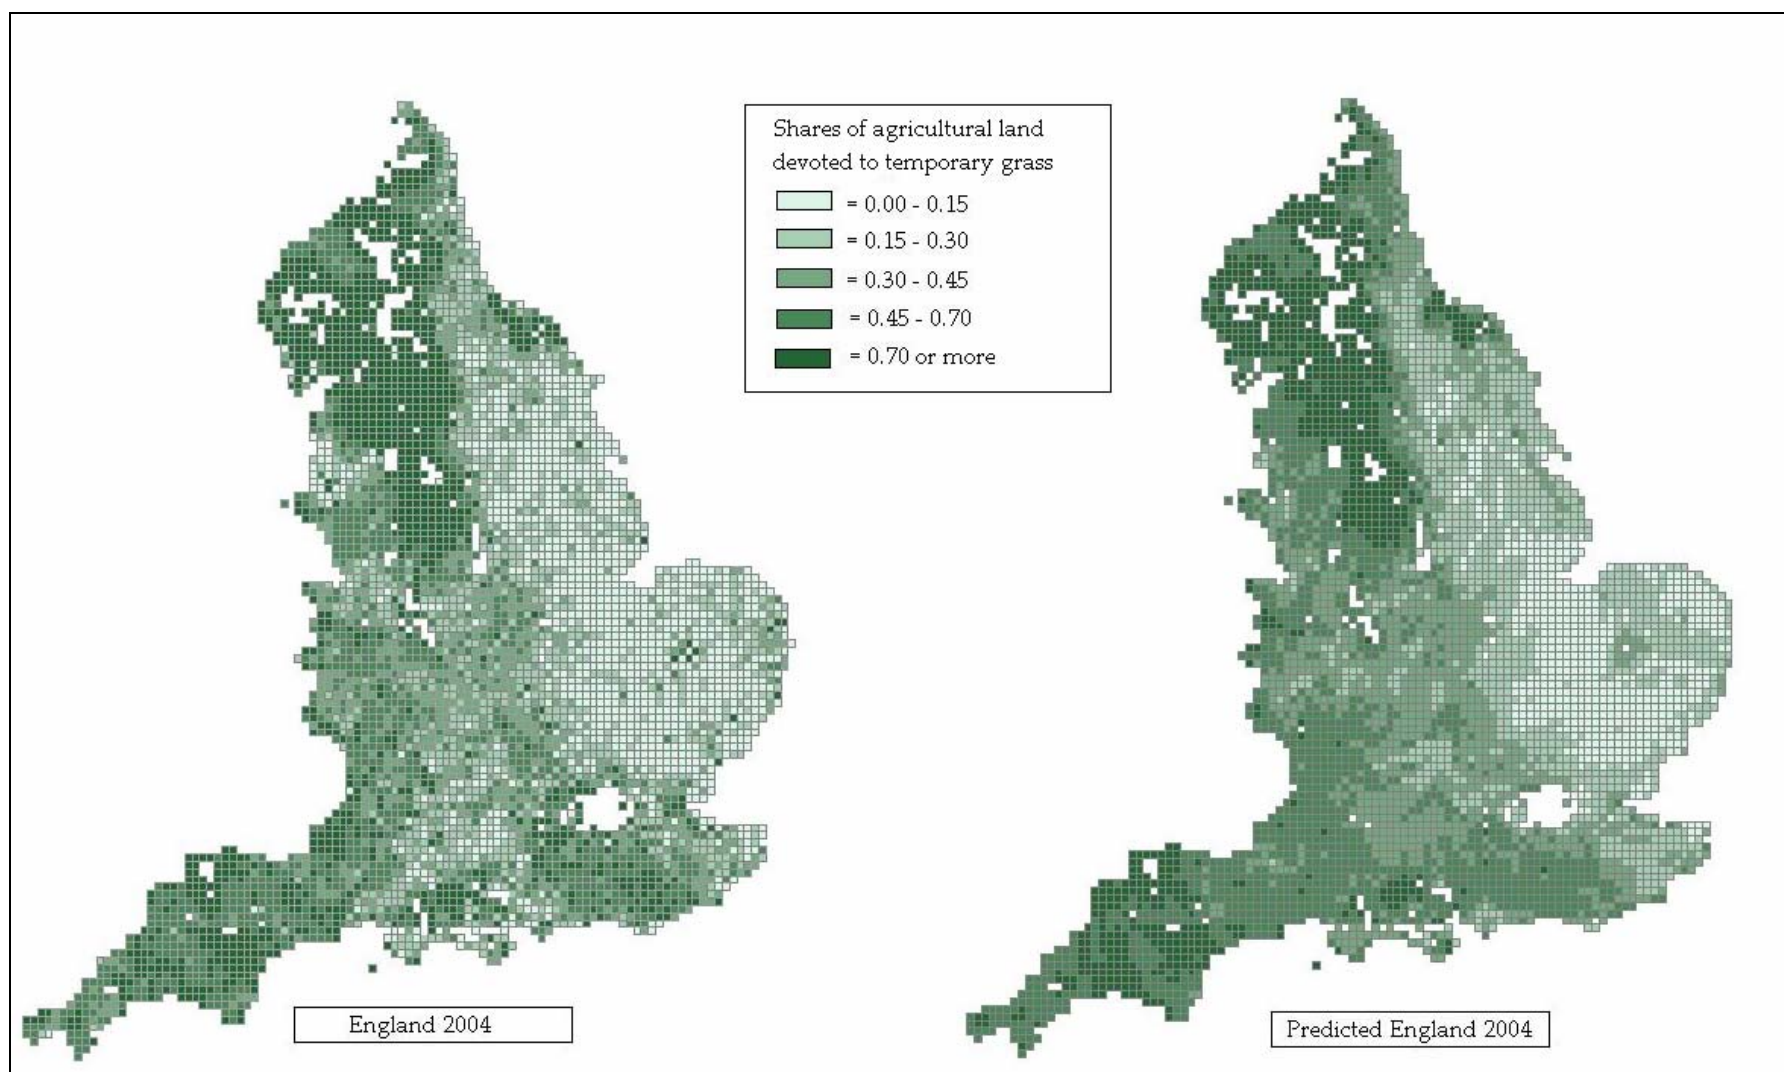 Shares of agricultural land
devoted to temporary grass
= 0.00 - 0.15
= 0.15 - 0.30
= 0.30 - 0.45
= 0.45 - 0.70
= 0.70 or more
England 2004
Predicted England 2004